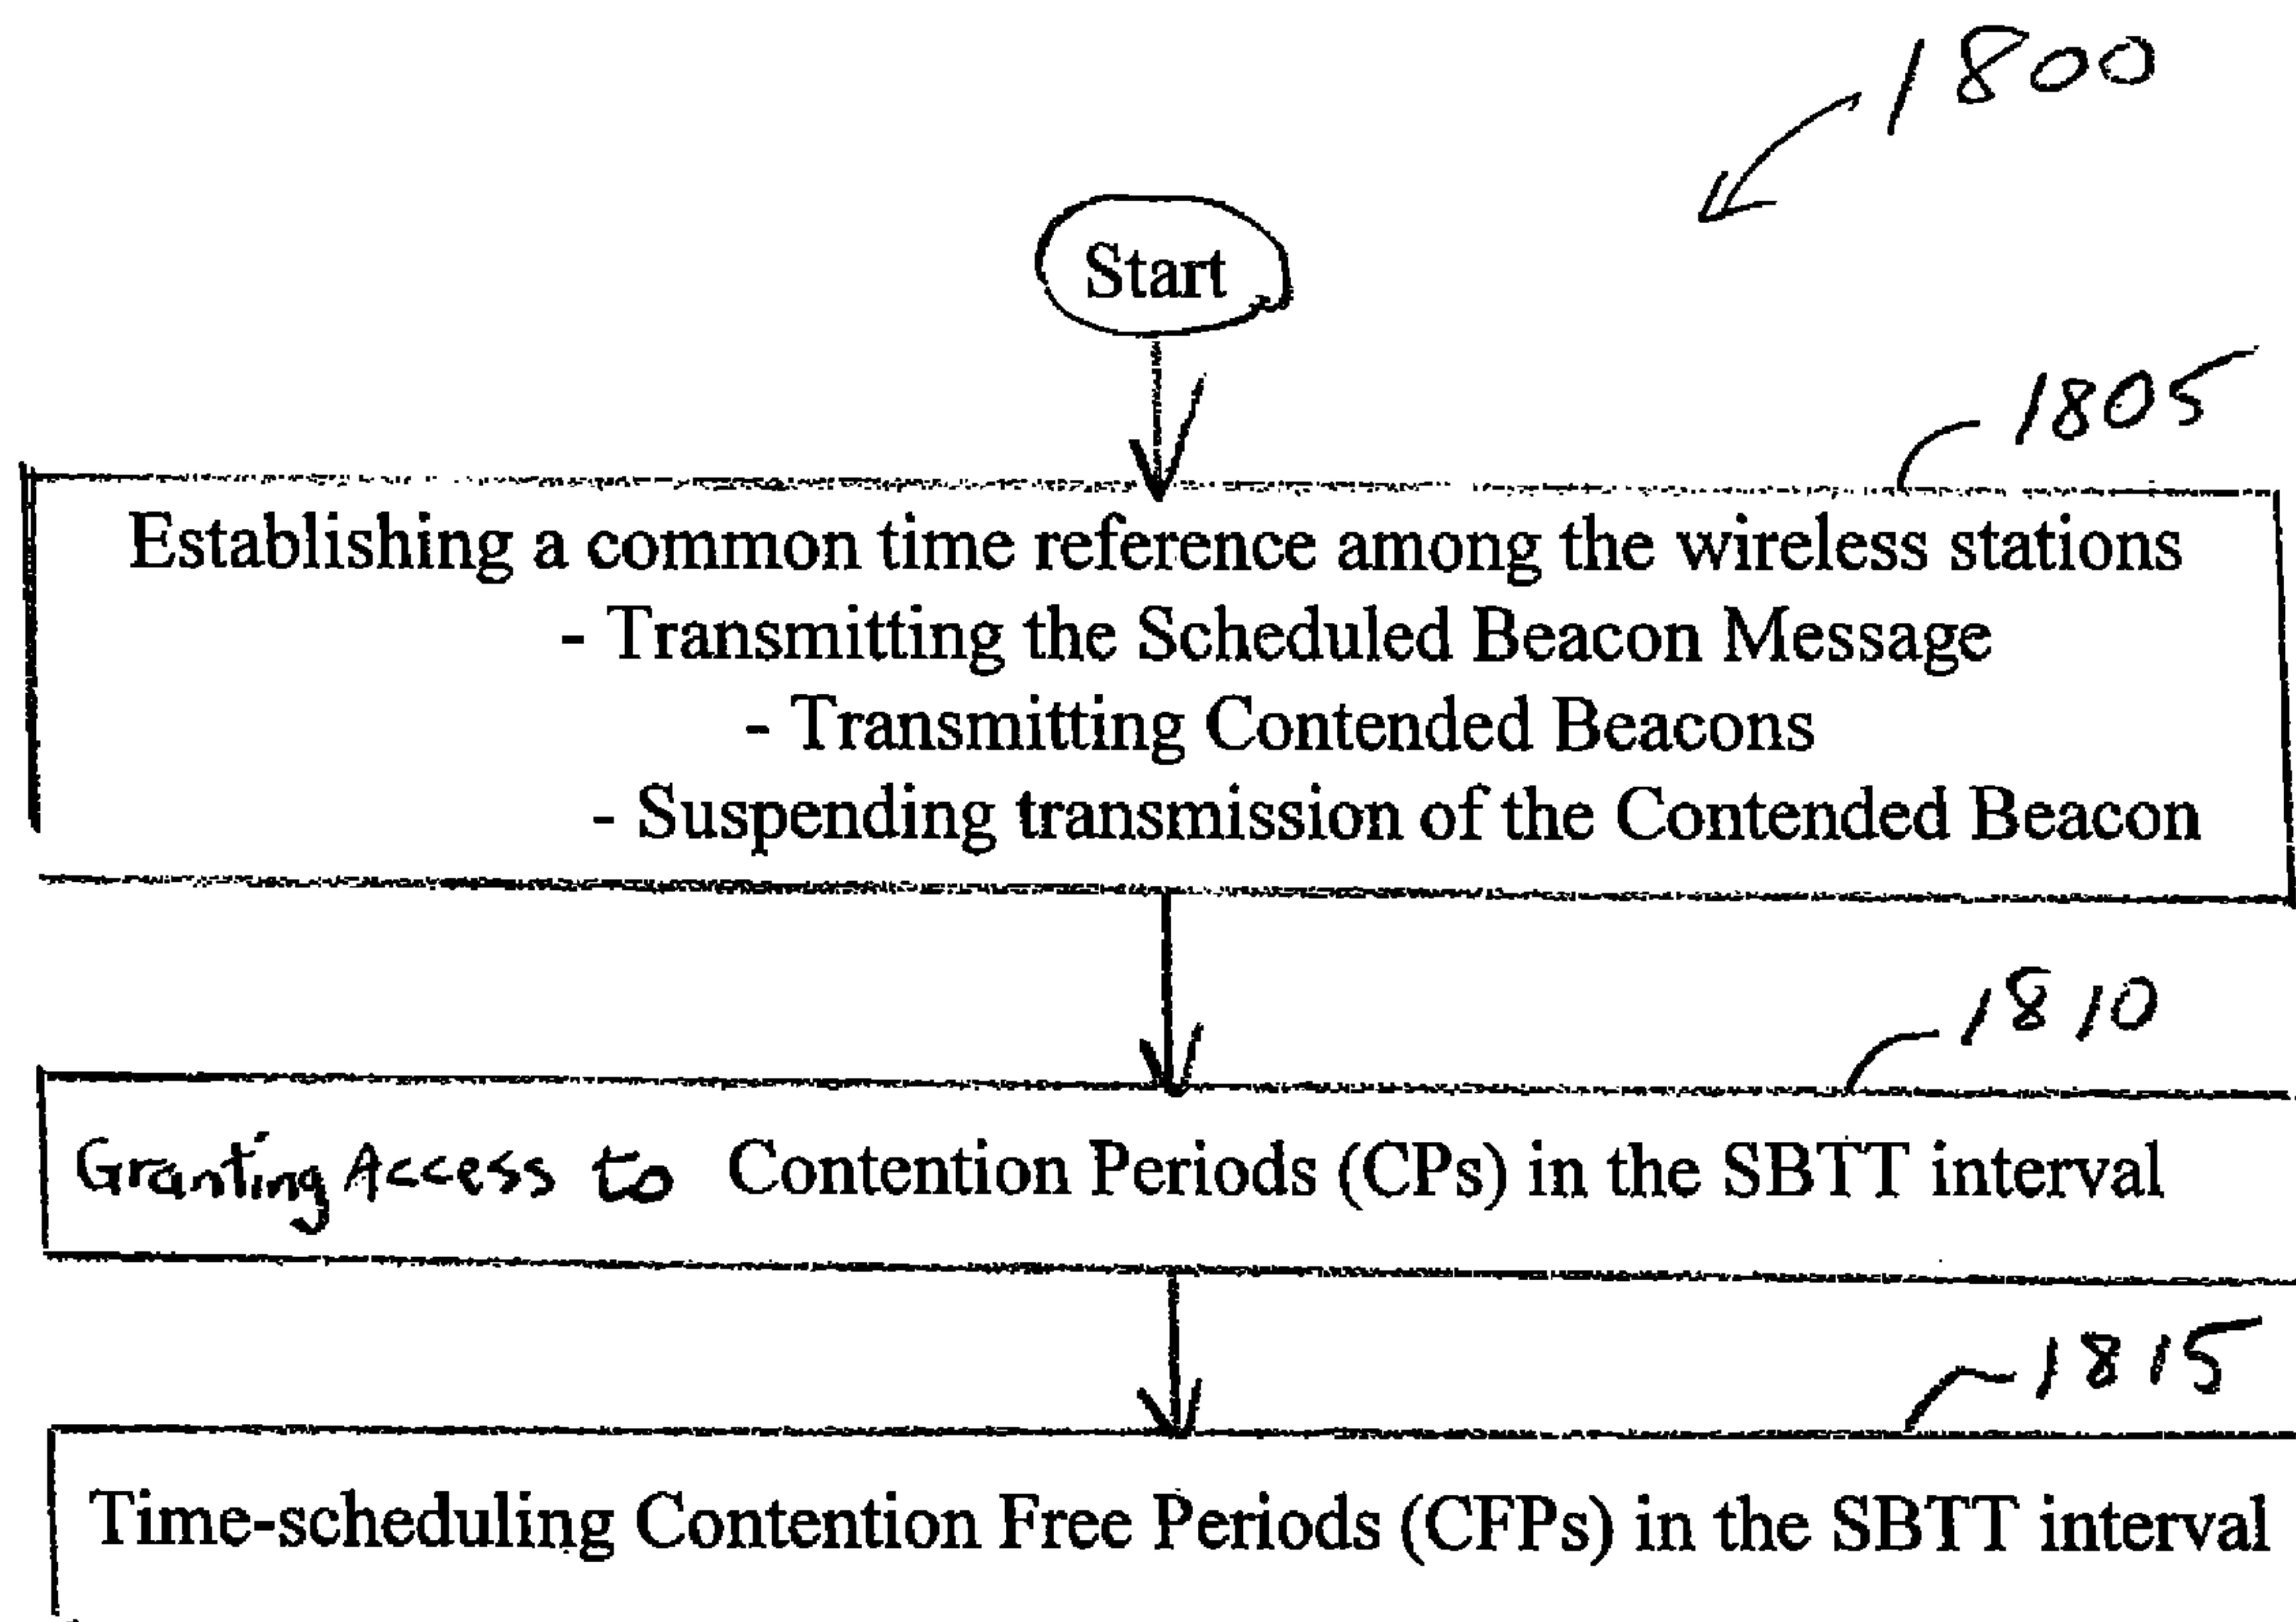 1800
Start
1805
Establishing a common time reference among the wireless stations
- Transmitting the Scheduled Beacon Message
- Transmitting Contended Beacons
- Suspending transmission of the Contended Beacon
1810
Granting Access to Contention Periods (CPs) in the SBTT interval
1815
Time-scheduling Contention Free Periods (CFPs) in the SBTT interval